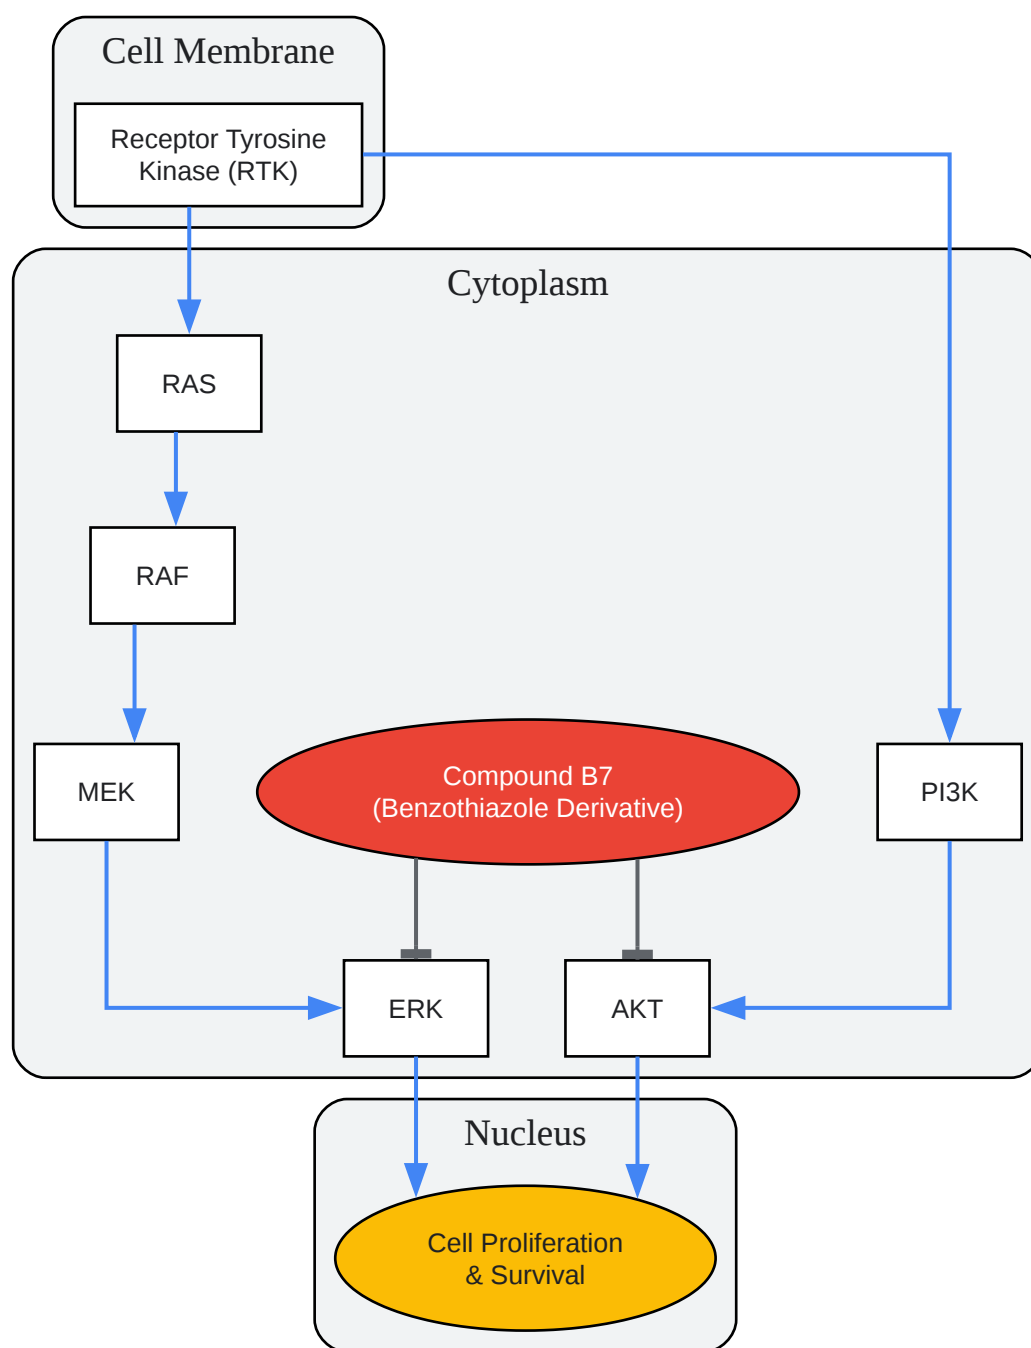 Cell Membrane
Receptor Tyrosine
Kinase (RTK)
Cytoplasm
RAS
RAF
MEK
Compound B7
(Benzothiazole Derivative)
PI3K
ERK
AKT
Nucleus
Cell Proliferation
& Survival